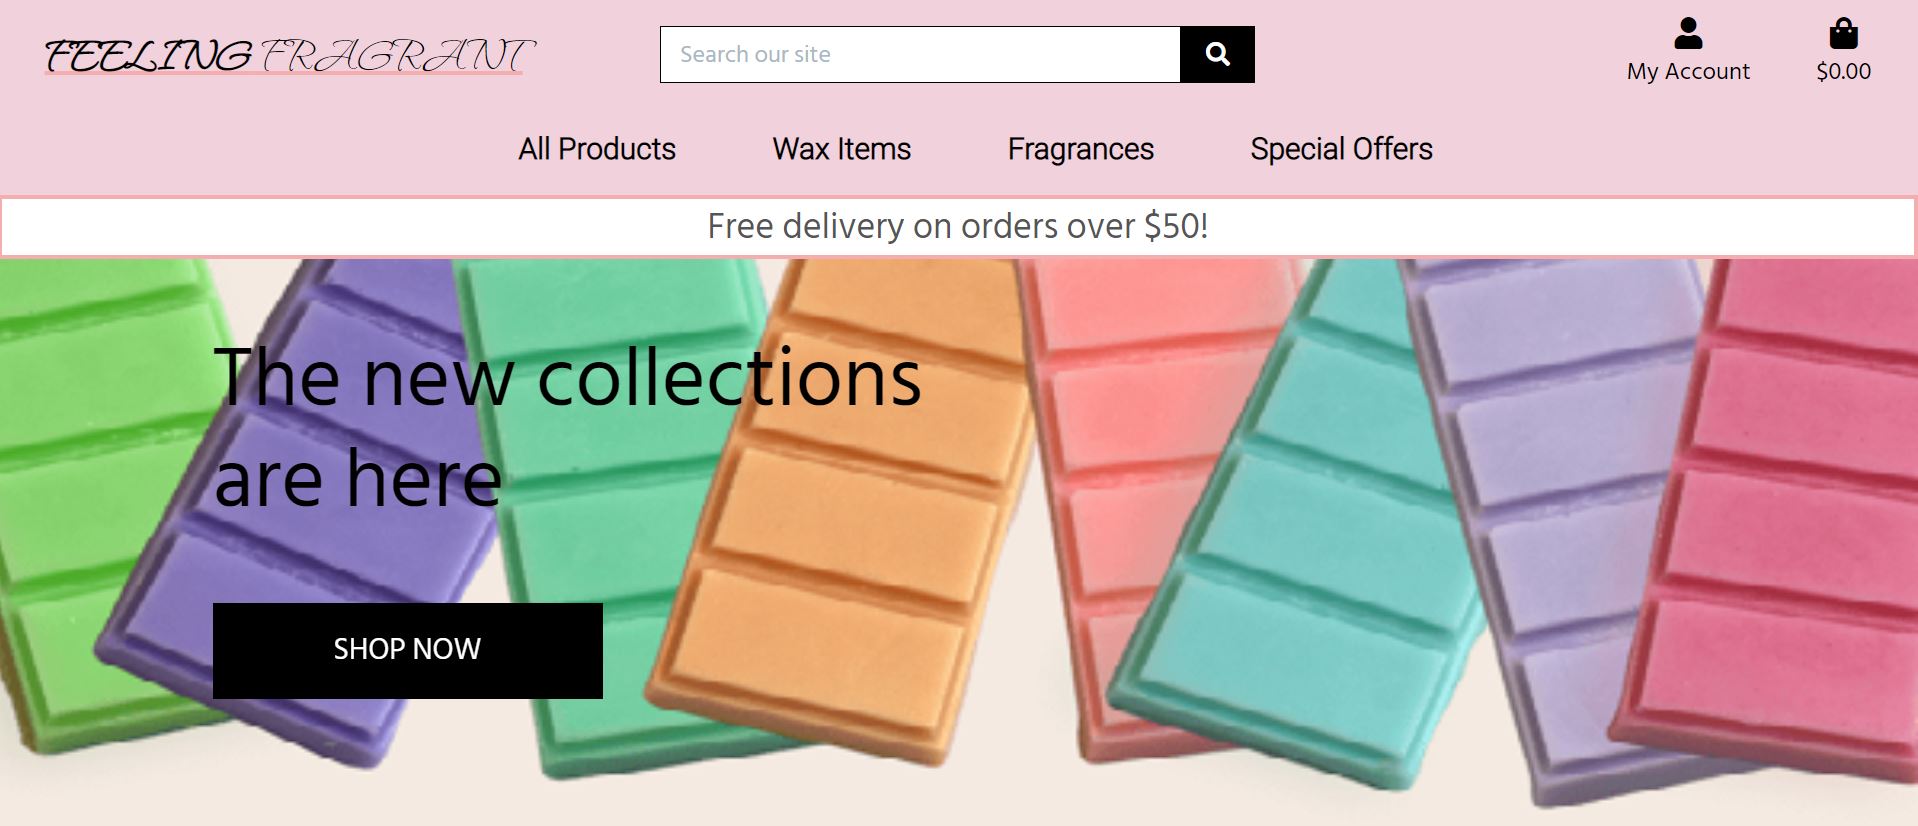 FEELING FRAGRANT
Search our site
My Account
$0.00
All Products
Wax Items
Fragrances
Special Offers
Free delivery on orders over $50!
The new collections
are here
SHOP NOW